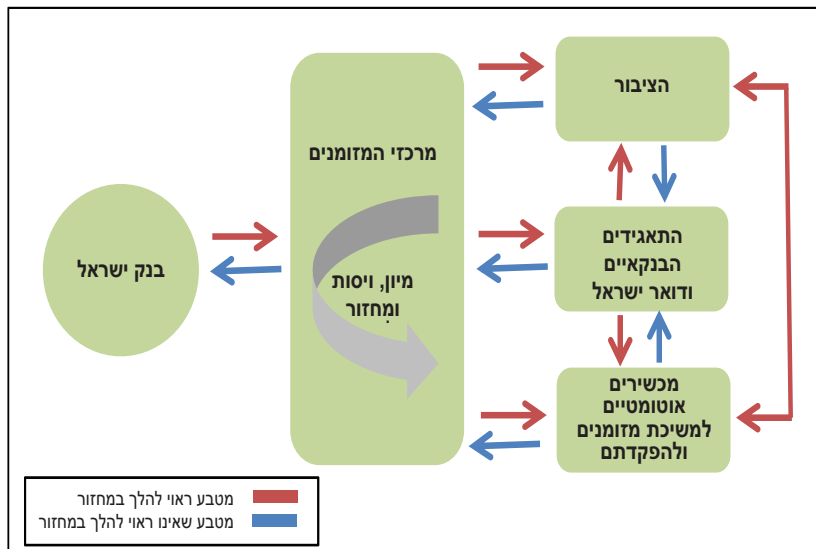 הציבור
מרכזי המזומנים
התאגידים
הבנקאיים
ודואר ישראל
בנק ישראל
מיון, ויסות
ומחזור
מכשירים
אוטומטיים
למשיכת מזומנים
ולהפקדתם
מטבע ראוי להלך במחזור
מטבע שאינו ראוי להלך במחזור